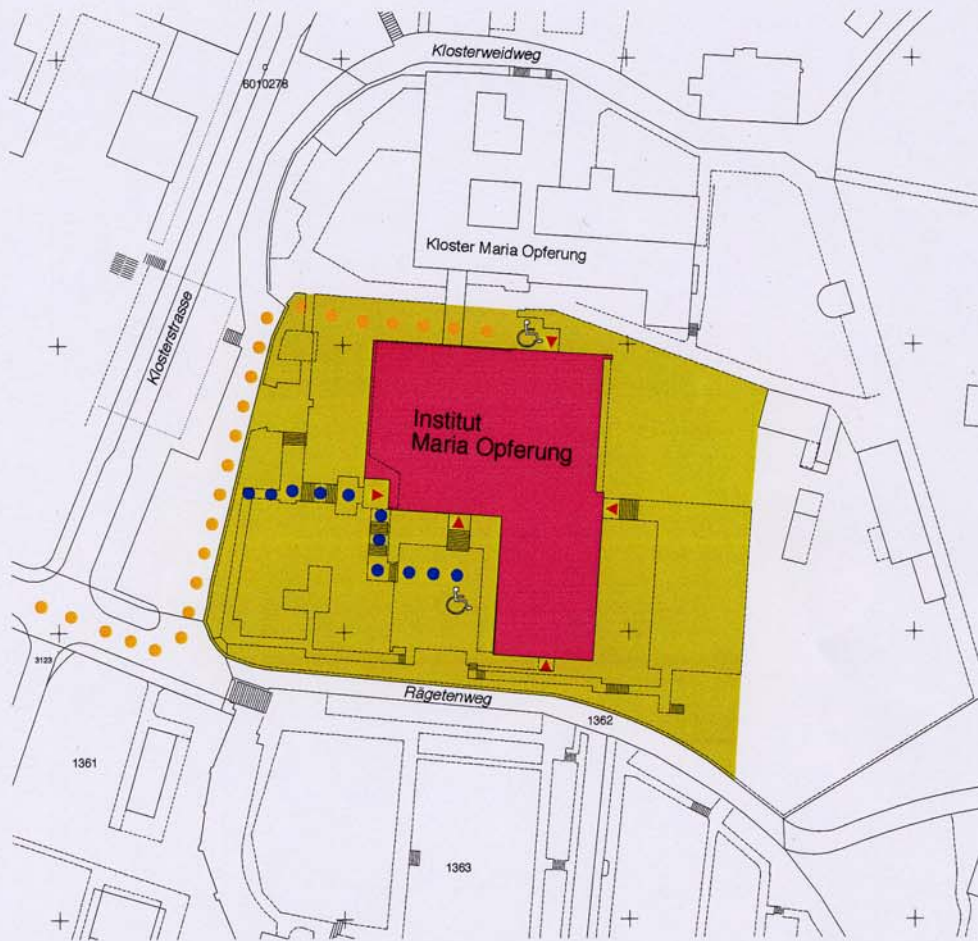 Klosterweidweg
6010278
Kloster Maria Opferung
Klosterstrasse
Institut
Maria Opferung
Rägetenweg
3123
1362
1361
1363